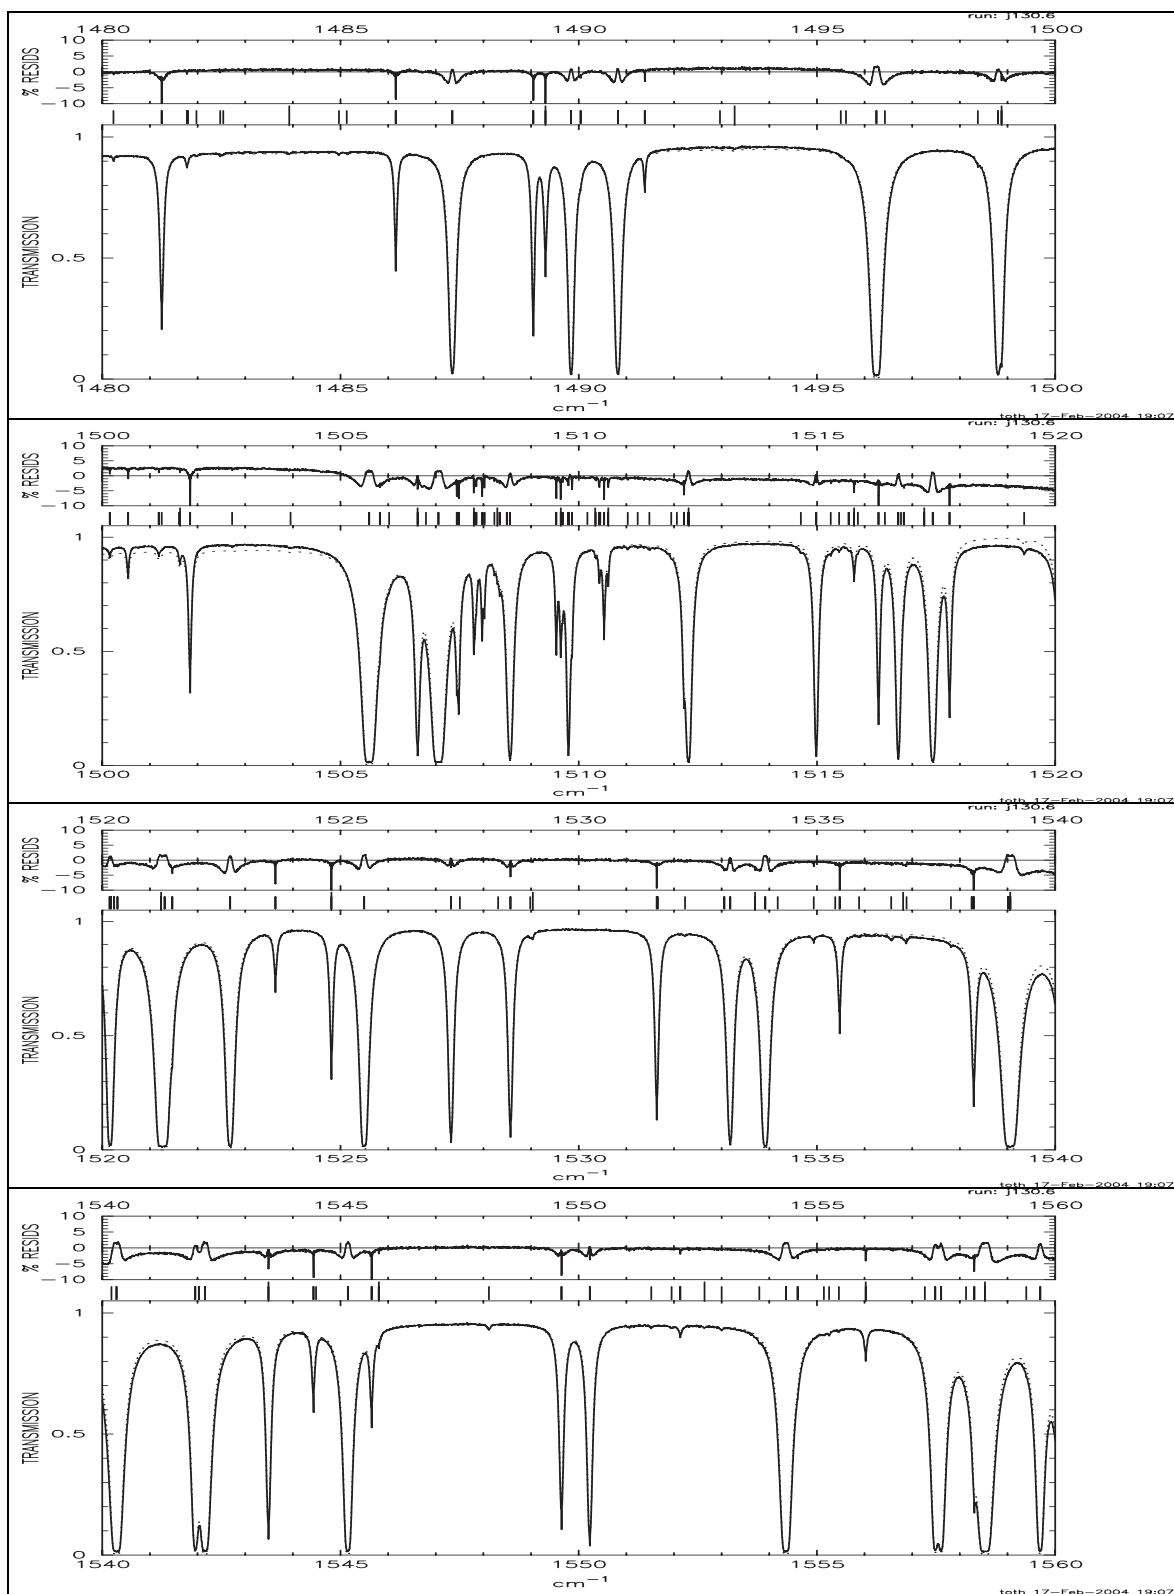 run: j130.6
1480 1485 1490 1495 1500
% RESIDS
10
5
0
−5
−10
TRANSMISSION
1
0.5
0
1480 1485 1490 1495 1500
cm−1
toth 17−Feb−2004 19:07
run: j130.6
1500 1505 1510 1515 1520
% RESIDS
10
5
0
−5
−10
TRANSMISSION
1
0.5
0
1500 1505 1510 1515 1520
cm−1
toth 17−Feb−2004 19:07
run: j130.6
1520 1525 1530 1535 1540
% RESIDS
10
5
0
−5
−10
TRANSMISSION
1
0.5
0
1520 1525 1530 1535 1540
cm−1
toth 17−Feb−2004 19:07
run: j130.6
1540 1545 1550 1555 1560
% RESIDS
10
5
0
−5
−10
TRANSMISSION
1
0.5
0
1540 1545 1550 1555 1560
cm−1
toth 17−Feb−2004 19:07